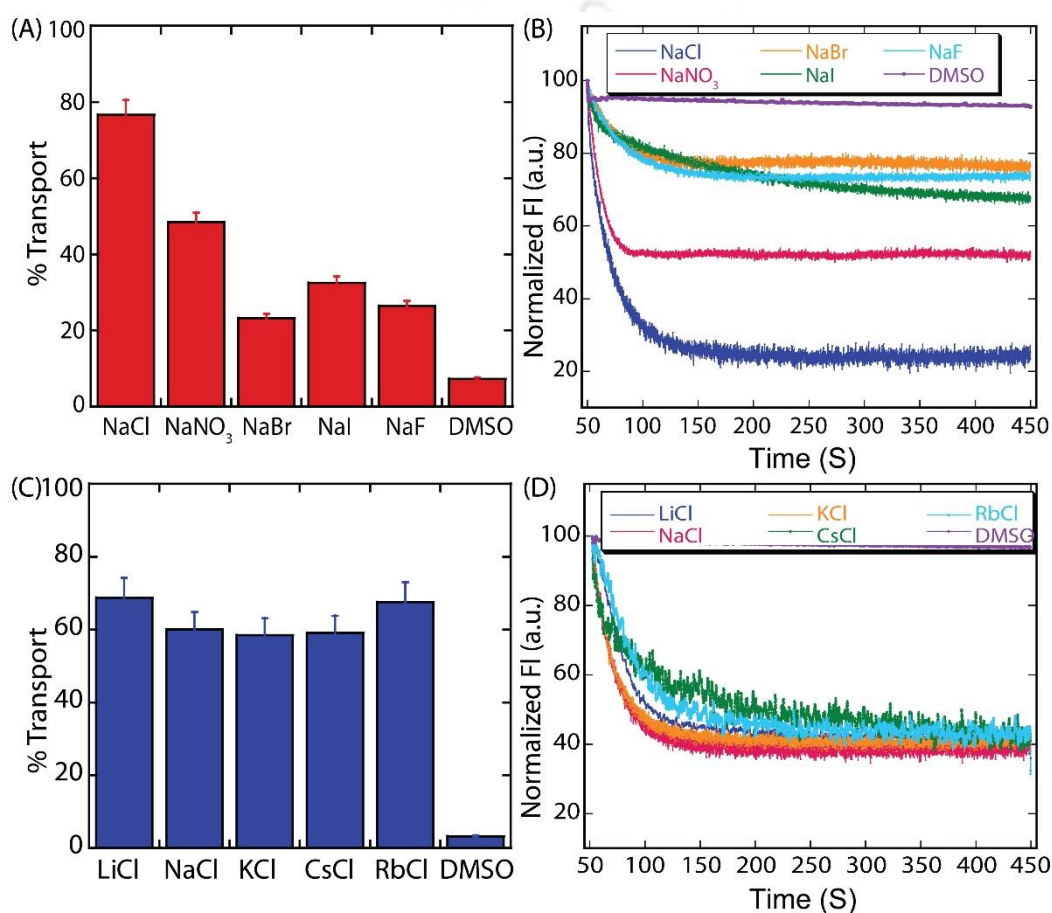 (A)
100
80
60
40
20
0
% Transport
NaCl NaNO₃ NaBr NaI NaF DMSO
(B)
NaCl NaBr NaF
NaNO₃ NaI DMSO
100
80
60
40
20
Normalized FI (a.u.)
50 100 150 200 250 300 350 400 450
Time (S)
(C)
100
80
60
40
20
0
% Transport
LiCl NaCl KCl CsCl RbCl DMSO
(D)
LiCl KCl RbCl
NaCl CsCl DMSO
100
80
60
40
20
Normalized FI (a.u.)
50 100 150 200 250 300 350 400 450
Time (S)